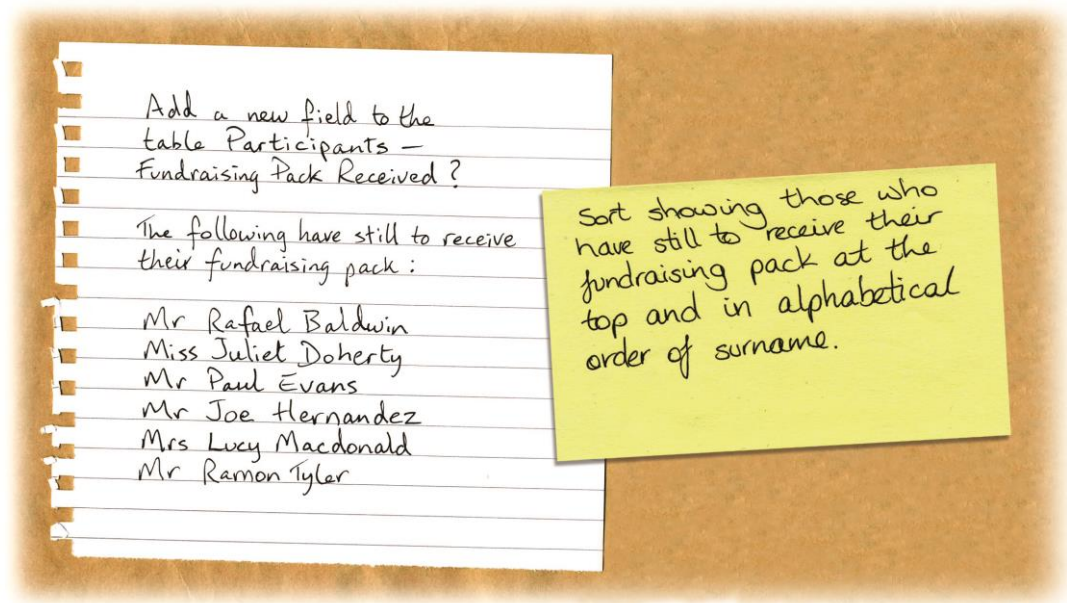 Add a new field to the
table Participants –
Fundraising Pack Received?
The following have still to receive
their fundraising pack:
Mr Rafael Baldwin
Miss Juliet Doherty
Mr Paul Evans
Mr Joe Hernandez
Mrs Lucy Macdonald
Mr Ramon Tyler
Sort showing those who
have still to receive their
fundraising pack at the
top and in alphabetical
order of surname.